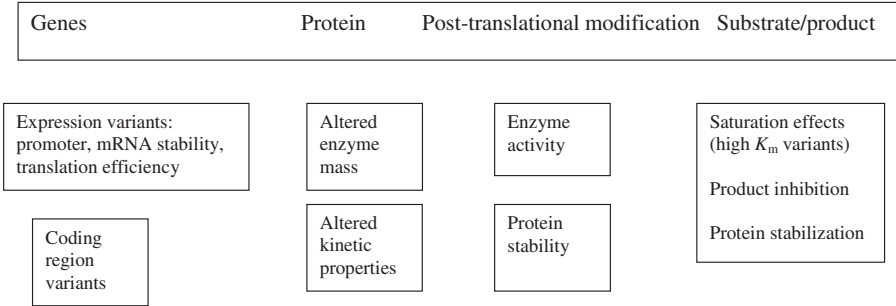 Genes Protein Post-translational modification Substrate/product
Expression variants:
promoter, mRNA stability,
translation efficiency
Coding
region
variants
Altered
enzyme
mass
Altered
kinetic
properties
Enzyme
activity
Protein
stability
Saturation effects
(high Km variants)
Product inhibition
Protein stabilization